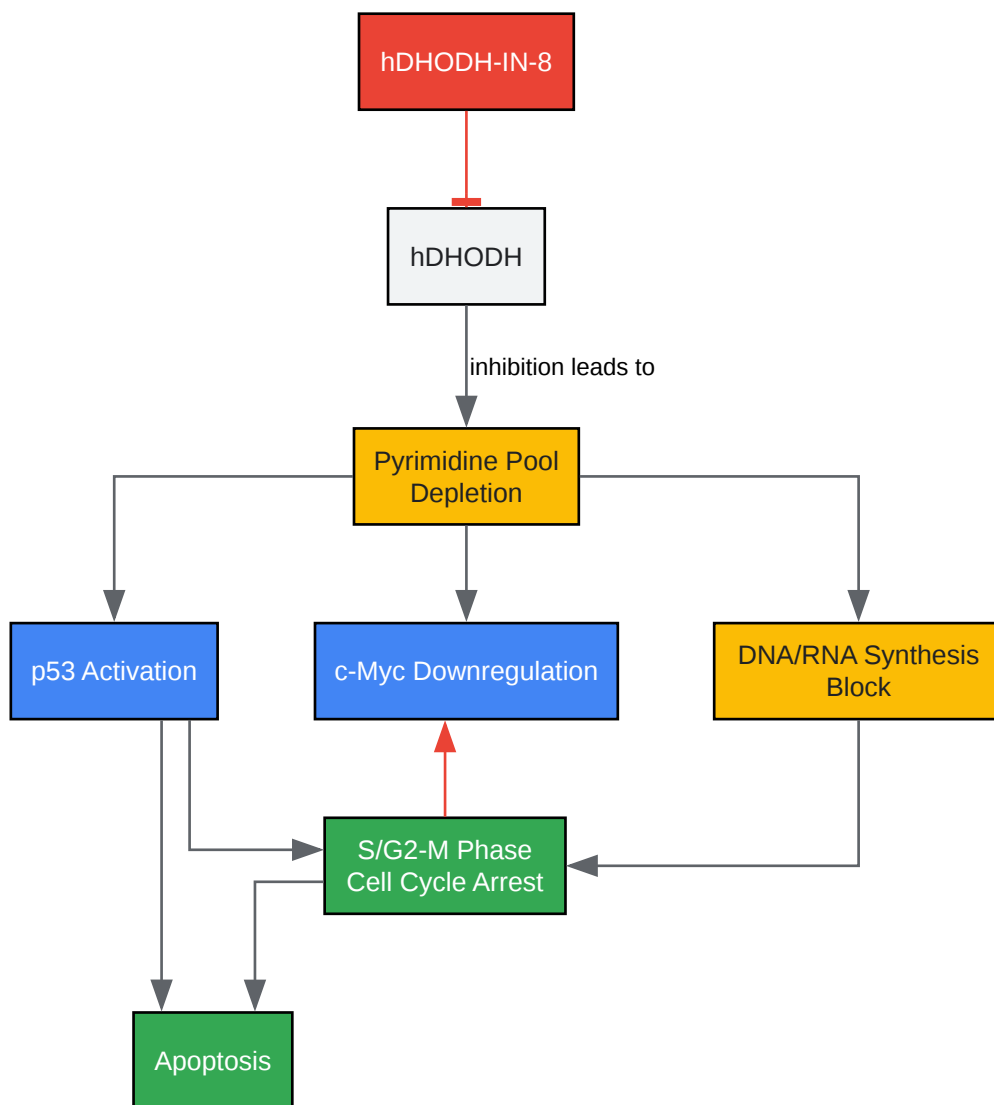 hDHODH-IN-8
hDHODH
inhibition leads to
Pyrimidine Pool
Depletion
p53 Activation
c-Myc Downregulation
DNA/RNA Synthesis
Block
S/G2-M Phase
Cell Cycle Arrest
Apoptosis